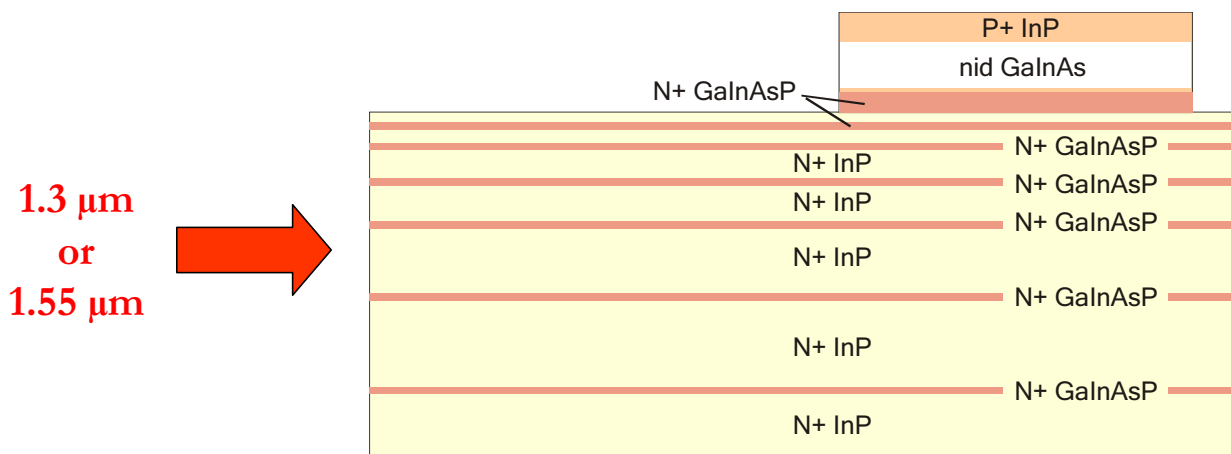 P+ InP
nid GaInAs
N+ GaInAsP
N+ GaInAsP
N+ InP
N+ GaInAsP
N+ InP
N+ GaInAsP
N+ InP
N+ GaInAsP
N+ InP
N+ GaInAsP
N+ InP
1.3 µm
or
1.55 µm